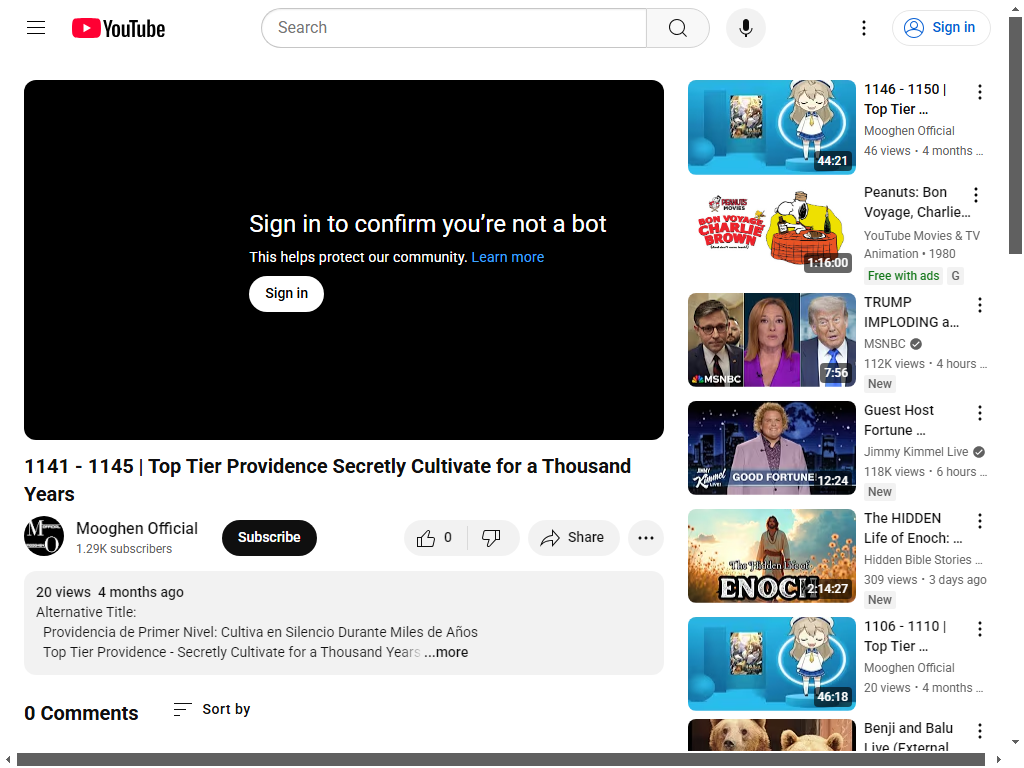 YouTube
Search
Sign in
Sign in to confirm you’re not a bot
This helps protect our community. Learn more
Sign in
1141 - 1145 | Top Tier Providence Secretly Cultivate for a Thousand
Years
Mooghen Official
1.29K subscribers
Subscribe
0
Share
20 views 4 months ago
Alternative Title:
Providencia de Primer Nivel: Cultiva en Silencio Durante Miles de Años
Top Tier Providence - Secretly Cultivate for a Thousand Years ...more
0 Comments
Sort by
44:21
1146 - 1150 |
Top Tier ...
Mooghen Official
46 views • 4 months ...
PEANUTS
MOVIES
BON VOYAGE,
CHARLIE
BROWN
1:16:00
Peanuts: Bon
Voyage, Charlie...
YouTube Movies & TV
Animation • 1980
Free with ads G
MSNBC
7:56
TRUMP
IMPLODING a...
MSNBC
112K views • 4 hours ...
New
JIMMY
Kimmel
LIVE!
GOOD FORTUNE
12:24
Guest Host
Fortune ...
Jimmy Kimmel Live
118K views • 6 hours ...
New
The Hidden Life of
ENOCH
2:14:27
The HIDDEN
Life of Enoch: ...
Hidden Bible Stories ...
309 views • 3 days ago
New
46:18
1106 - 1110 |
Top Tier ...
Mooghen Official
20 views • 4 months ...
Benji and Balu
Live (External